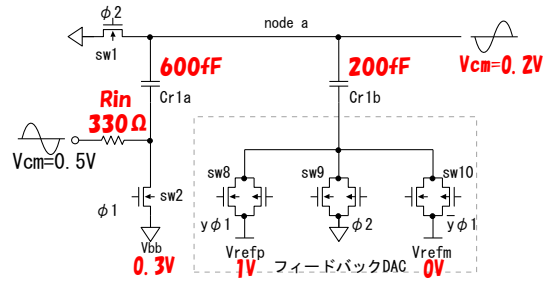 φ2
node a
sw1
600fF
200fF
Vcm=0.2V
Cr1a
Cr1b
Rin
330Ω
Vcm=0.5V
sw8
sw9
sw10
sw2
φ1
yφ1
φ2
y̅φ1
Vbb
Vrefp
Vrefm
0.3V
1V
フィードバックDAC
0V